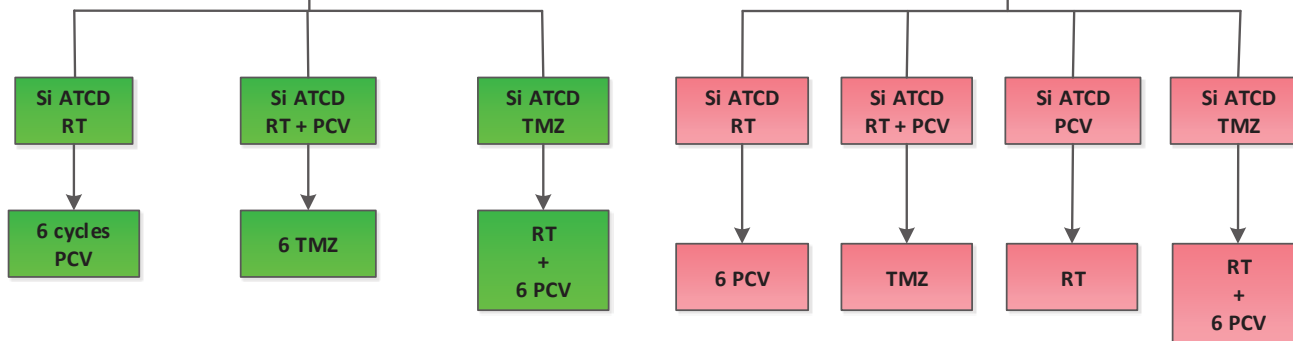 Si ATCD
RT
Si ATCD
RT + PCV
Si ATCD
TMZ
6 cycles
PCV
6 TMZ
RT
+
6 PCV
Si ATCD
RT
Si ATCD
RT + PCV
Si ATCD
PCV
Si ATCD
TMZ
6 PCV
TMZ
RT
RT
+
6 PCV